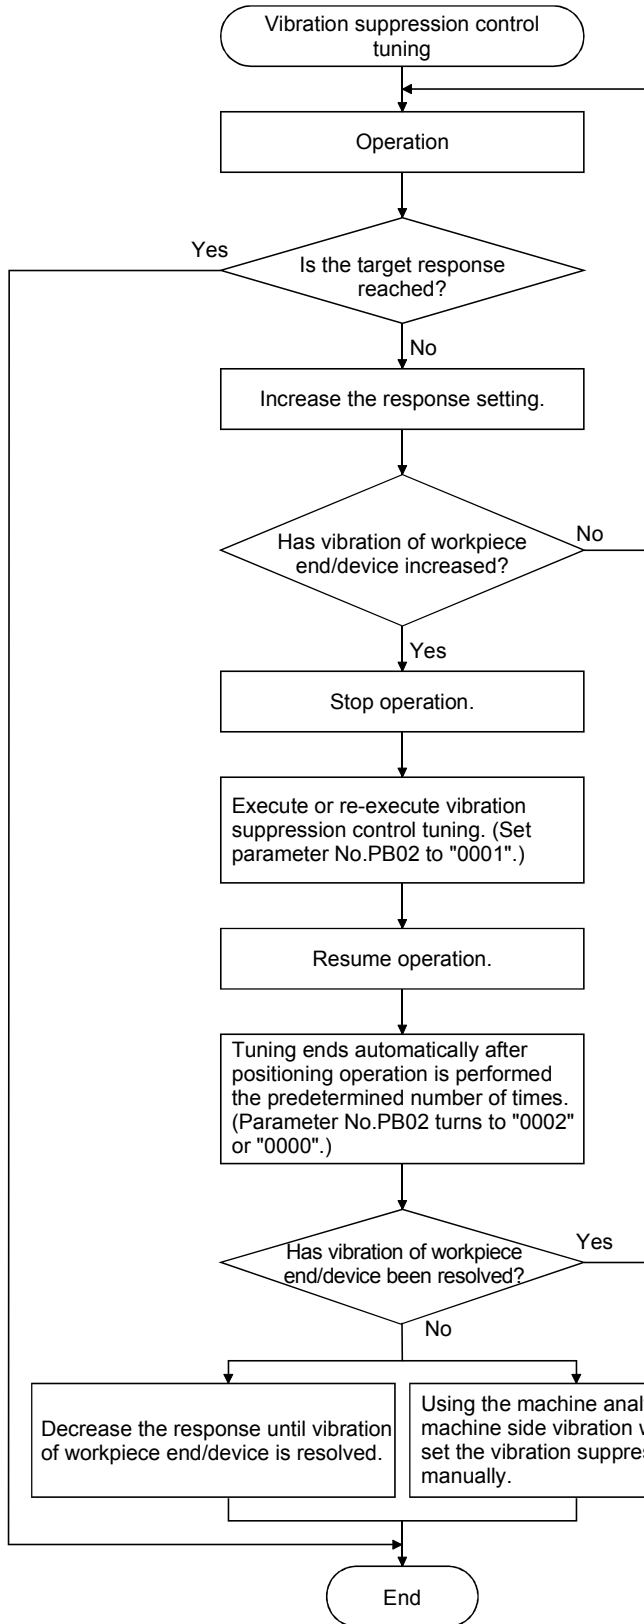 Vibration suppression control
tuning
Operation
Yes
Is the target response
reached?
No
Increase the response setting.
Has vibration of workpiece
end/device increased?
No
Yes
Stop operation.
Execute or re-execute vibration
suppression control tuning. (Set
parameter No.PB02 to "0001".)
Resume operation.
Tuning ends automatically after
positioning operation is performed
the predetermined number of times.
(Parameter No.PB02 turns to "0002"
or "0000".)
Has vibration of workpiece
end/device been resolved?
Yes
No
Decrease the response until vibration
of workpiece end/device is resolved.
Using the machine
machine side vibration
set the vibration
manually.
End